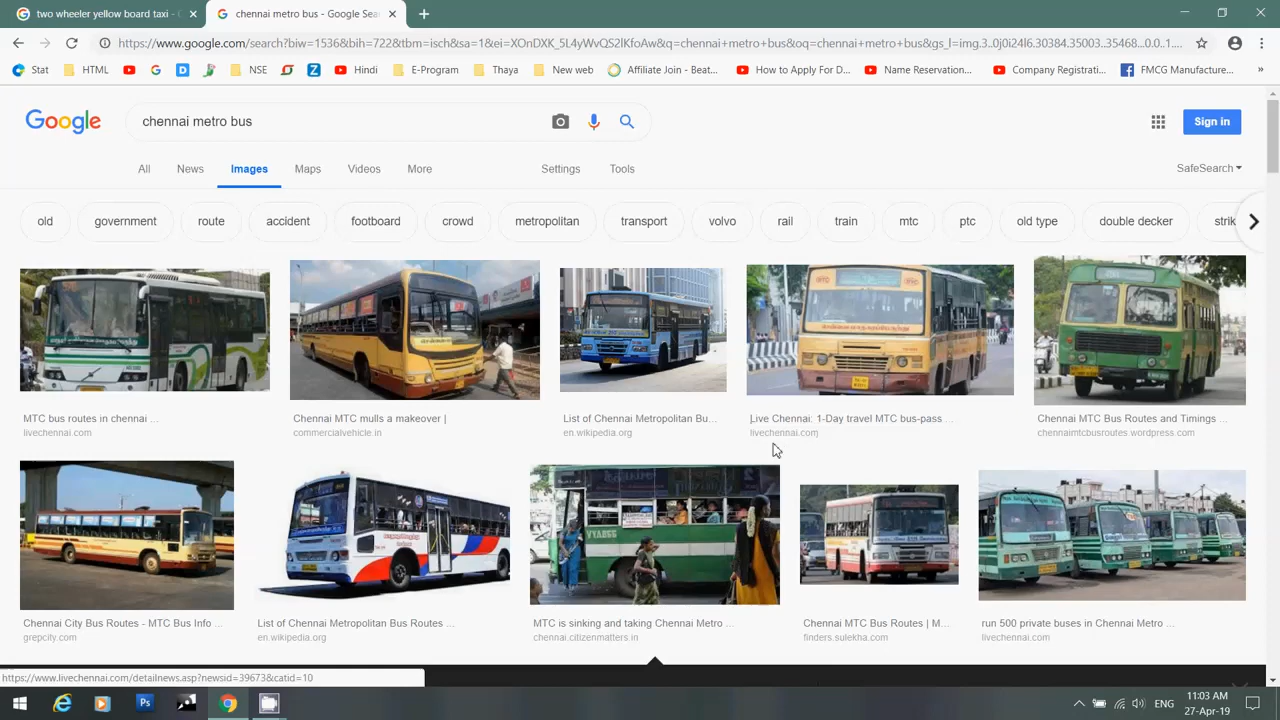 two wheeler yellow board taxi -
chennai metro bus - Google Sea
https://www.google.com/search?biw=1536&bih=722&tbm=isch&sa=1&ei=XOnDXK_5L4yWvQS2lKfoAw&q=chennai+metro+bus&oq=chennai+metro+bus&gs_l=img.3..0j0i24l6.30384.35003..35468...0.0..1....
Stat HTML D NSE Z Hindi E-Program Thaya New web Affiliate Join - Beat... How to Apply For D... Name Reservation... Company Registrati... FMCG Manufacture... »
Google chennai metro bus Sign in
All News Images Maps Videos More Settings Tools SafeSearch
old government route accident footboard crowd metropolitan transport volvo rail train mtc ptc old type double decker strik
MTC bus routes in chennai ... Chennai MTC mulls a makeover | List of Chennai Metropolitan Bu... Live Chennai: 1-Day travel MTC bus-pass ... Chennai MTC Bus Routes and Timings ...
livechennai.com commercialvehicle.in en.wikipedia.org livechennai.com chennaimtcbusroutes.wordpress.com
Chennai City Bus Routes - MTC Bus Info ... List of Chennai Metropolitan Bus Routes ... MTC is sinking and taking Chennai Metro ... Chennai MTC Bus Routes | M... run 500 private buses in Chennai Metro ...
grepcity.com en.wikipedia.org chennai.citizenmatters.in finders.sulekha.com livechennai.com
https://www.livechennai.com/detailnews.asp?newsid=39673&catid=10
Ps ENG 11:03 AM
27-Apr-19